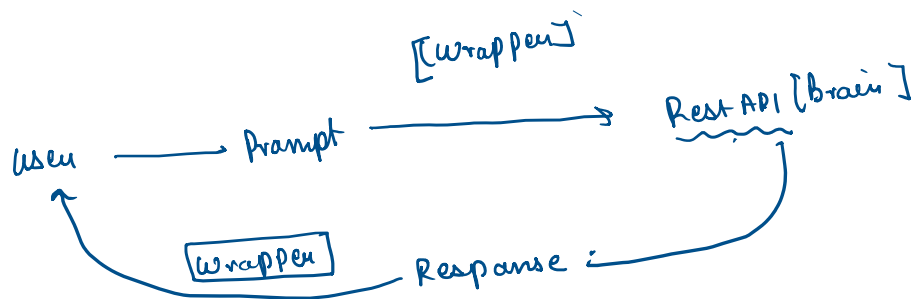 [Wrapper]
User → Prompt → Rest API [Brain]
Wrapper
Response